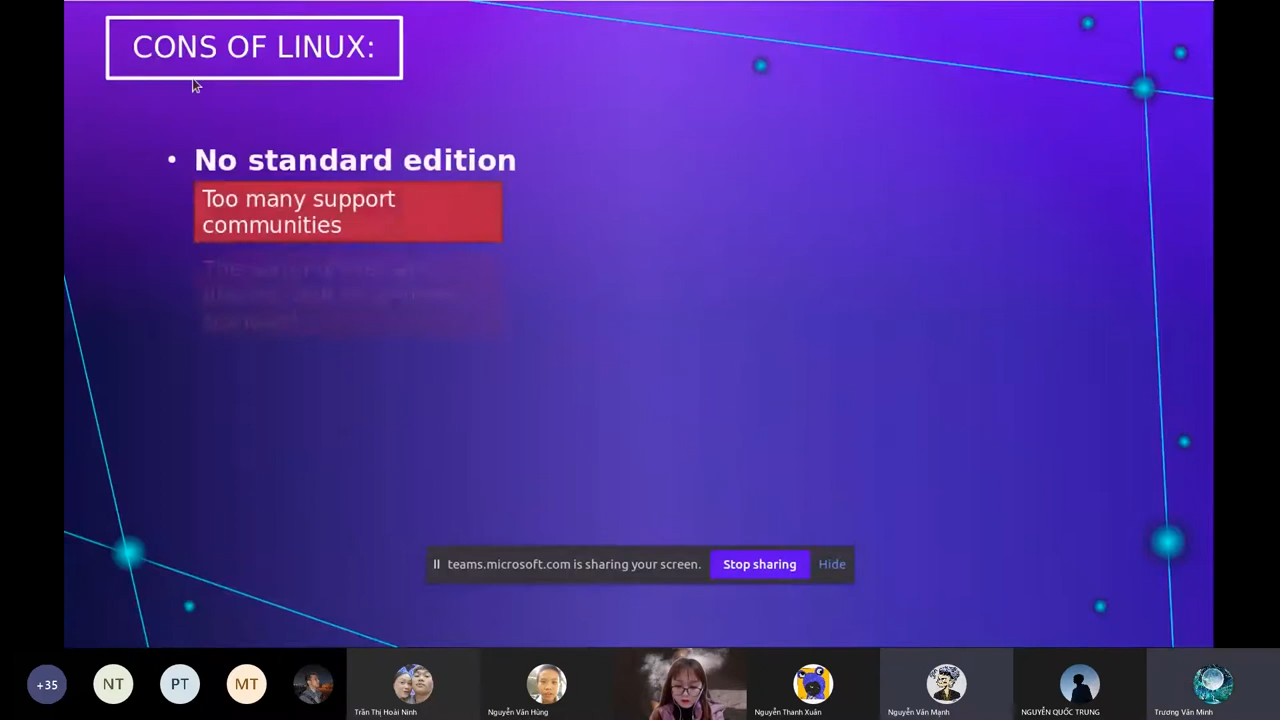 CONS OF LINUX:
• No standard edition
Too many support
communities
teams.microsoft.com is sharing your screen.
Stop sharing
Hide
+35
NT
PT
MT
Trần Thị Hoài Ninh
Nguyễn Văn Hùng
Nguyễn Thanh Xuân
Nguyễn Văn Mạnh
NGUYỄN QUỐC TRUNG
Trương Văn Minh